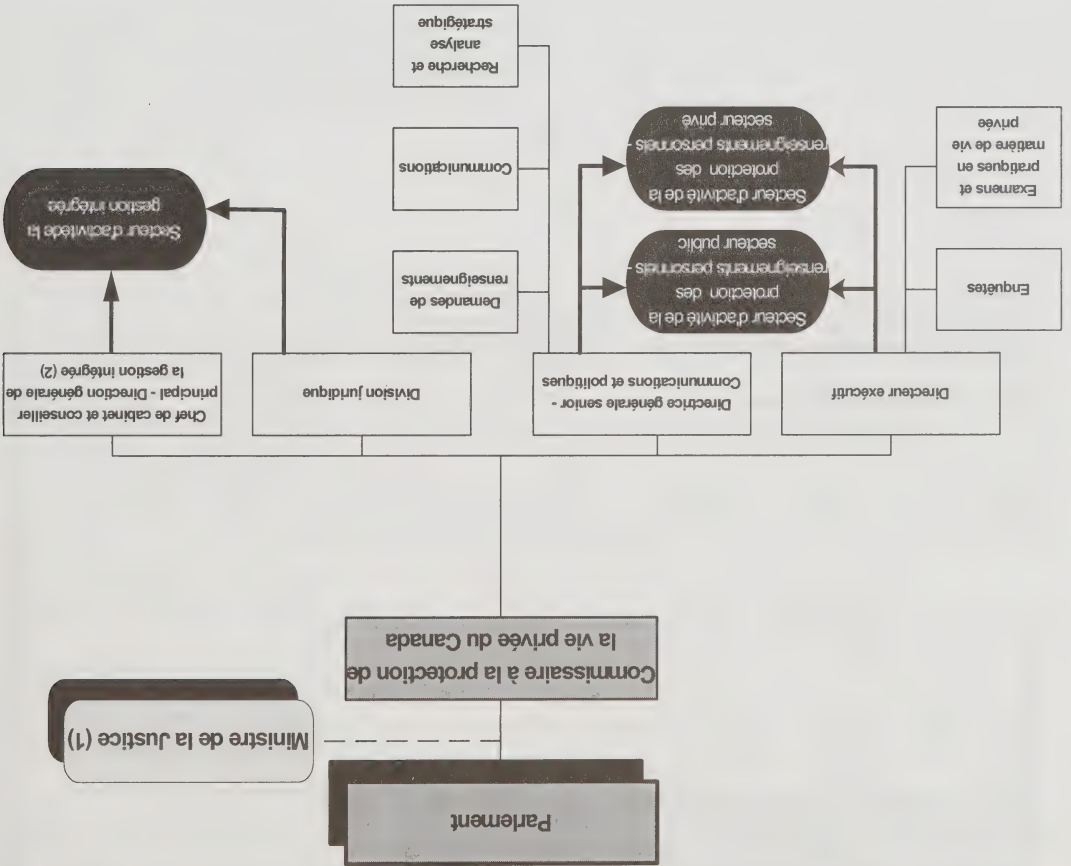 Parlement
Ministre de la Justice (1)
Commissaire à la protection de
la vie privée du Canada
Directeur exécutif
Directrice générale senior -
Communications et politiques
Division juridique
Chef de cabinet et conseiller
principal - Direction générale de
la gestion intégrée (2)
Enquêtes
Examens et
pratiques en
matière de vie
privée
Secteur d'activité de la
protection des
renseignements personnels -
secteur public
Secteur d'activité de la
protection des
renseignements personnels -
secteur privé
Demandes de
renseignements
Communications
Recherche et
analyse
stratégique
Secteur d'activitéde la
gestion intégrée